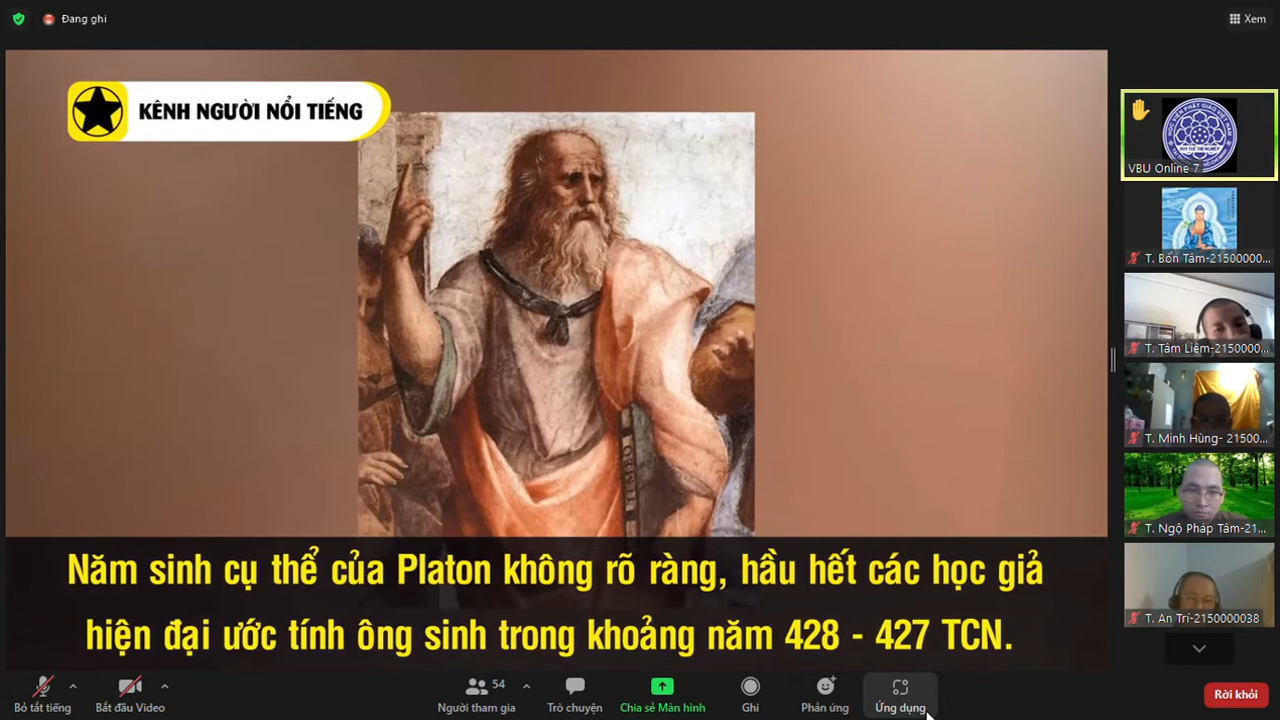 Đang ghi
Xem
KÊNH NGƯỜI NỔI TIẾNG
VBU Online 7
T. Bổn Tâm-21500000...
T. Tâm Liêm-2150000...
T. Minh Hùng- 21500...
T. Ngộ Pháp Tâm-21...
T. An Trí-2150000038
Năm sinh cụ thể của Platon không rõ ràng, hầu hết các học giả
hiện đại ước tính ông sinh trong khoảng năm 428 - 427 TCN.
54
Bỏ tắt tiếng
Bắt đầu Video
Người tham gia
Trò chuyện
Chia sẻ Màn hình
Ghi
Phản ứng
Ứng dụng
Rời khỏi